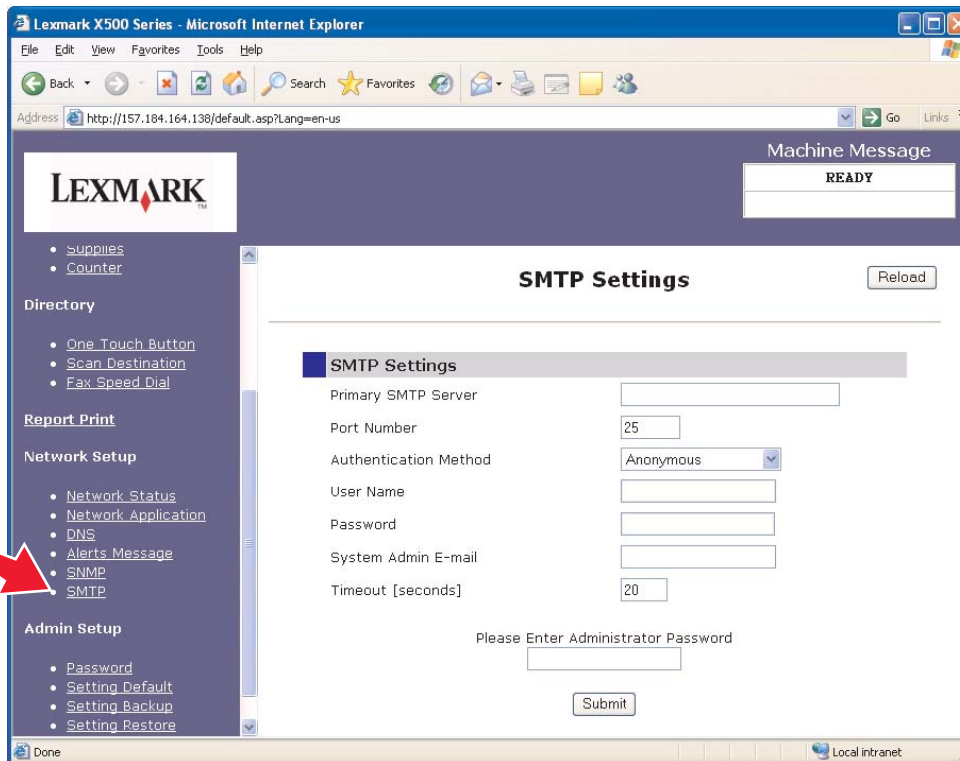 Lexmark X500 Series - Microsoft Internet Explorer
File Edit View Favorites Tools Help
Back Search Favorites
Address http://157.184.164.138/default.asp?Lang=en-us Go Links
Machine Message
READY
LEXMARK
TM
Supplies
Counter
Directory
One Touch Button
Scan Destination
Fax Speed Dial
Report Print
Network Setup
Network Status
Network Application
DNS
Alerts Message
SNMP
SMTP
Admin Setup
Password
Setting Default
Setting Backup
Setting Restore
SMTP Settings
Reload
SMTP Settings
Primary SMTP Server
Port Number 25
Authentication Method Anonymous
User Name
Password
System Admin E-mail
Timeout [seconds] 20
Please Enter Administrator Password
Submit
Done Local intranet